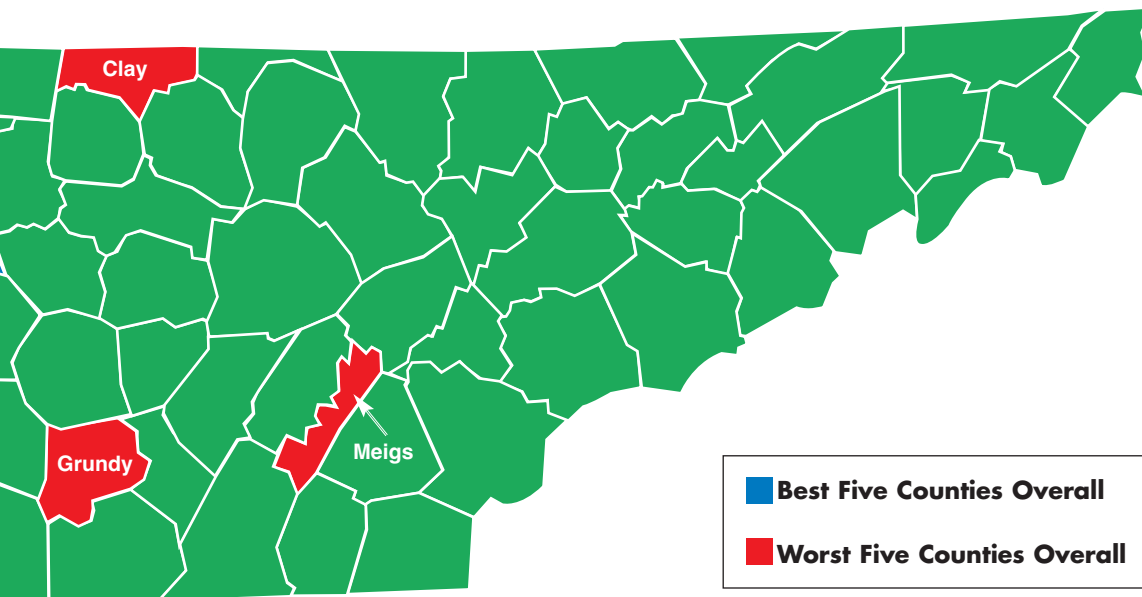 Clay
Meigs
Grundy
Best Five Counties Overall
Worst Five Counties Overall